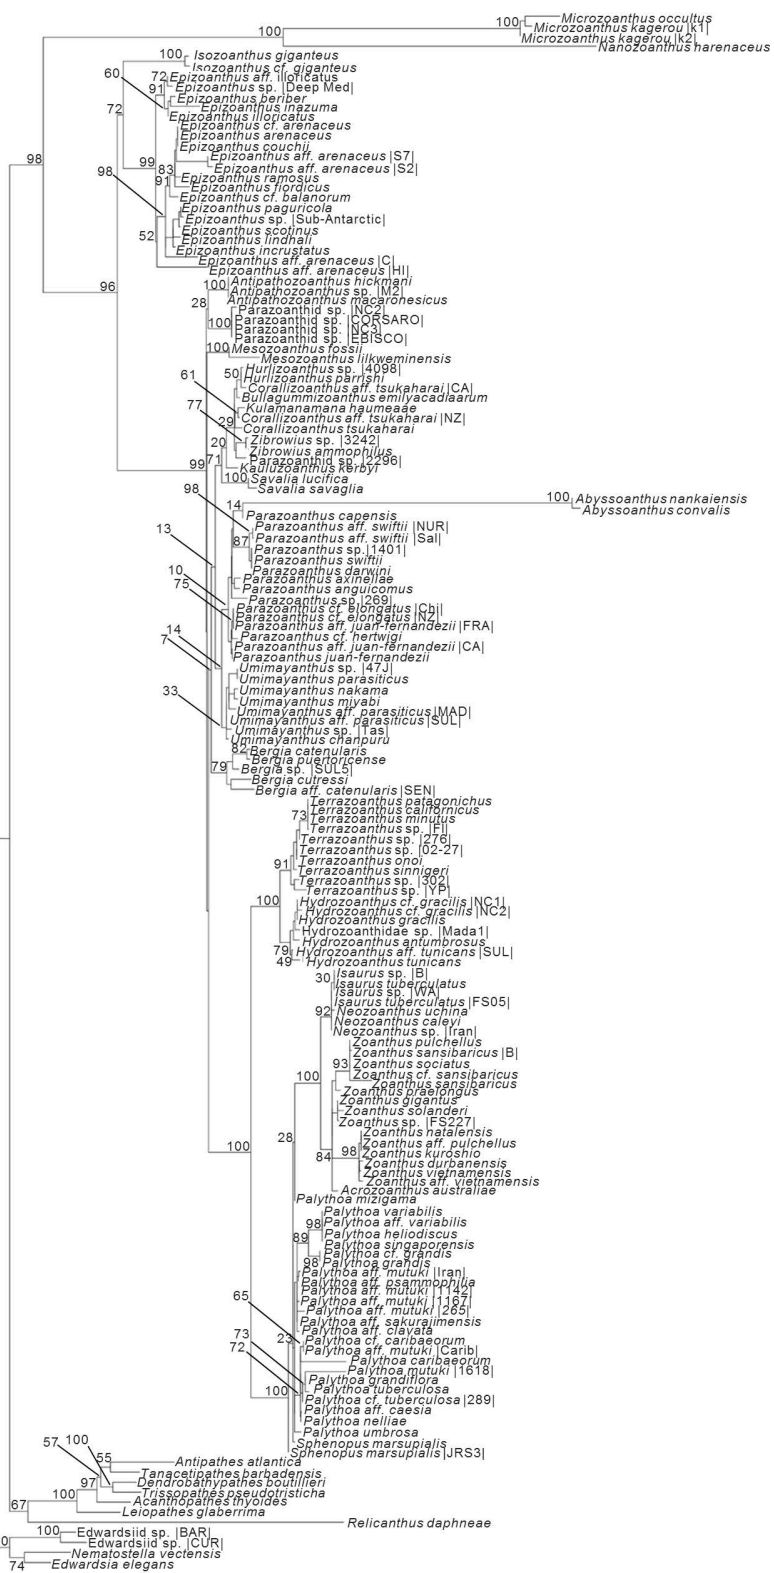 100
100
Microzoanthus occultus
Microzoanthus kagerou |k1|
Microzoanthus kagerou |k2|
Nanozoanthus harenaceus
100
Isozoanthus giganteus
Isozoanthus cf. giganteus
60
72
Epizoanthus aff. illoricatus
91
Epizoanthus sp. |Deep Med|
Epizoanthus beriber
72
Epizoanthus inazuma
Epizoanthus illoricatus
Epizoanthus cf. arenaceus
Epizoanthus arenaceus
Epizoanthus couchii
98
99
Epizoanthus aff. arenaceus |S7|
98
83
Epizoanthus aff. arenaceus |S2|
91
Epizoanthus ramosus
Epizoanthus fiordicus
Epizoanthus cf. balanorum
Epizoanthus paguricola
Epizoanthus sp. |Sub-Antarctic|
Epizoanthus scotinus
52
Epizoanthus lindhali
Epizoanthus incrustatus
Epizoanthus aff. arenaceus |C|
Epizoanthus aff. arenaceus |HI|
96
100
Antipathozoanthus hickmani
Antipathozoanthus sp. |M2|
28
Antipathozoanthus macaronesicus
Parazoanthid sp. |NC2|
100
Parazoanthid sp. |CORSARO|
Parazoanthid sp. |NC3|
Parazoanthid sp. |EBISCO|
100
Mesozoanthus fossii
Mesozoanthus lilkweminensis
61
50
Hurlizoanthus sp. |4098|
Hurlizoanthus parrishi
Corallizoanthus aff. tsukaharai |CA|
Bullagummizoanthus emilyacadiaarum
77
Kulamanamana haumeaae
29
Corallizoanthus aff. tsukaharai |NZ|
Corallizoanthus tsukaharai
20
Zibrowius sp. |3242|
Zibrowius ammophilus
99
71
Parazoanthid sp. |2296|
Kauluzoanthus kerbyi
100
Savalia lucifica
98
Savalia savaglia
14
100
Abyssoanthus nankaiensis
Abyssoanthus convalis
Parazoanthus capensis
13
Parazoanthus aff. swiftii |NUR|
87
Parazoanthus aff. swiftii |Sal|
Parazoanthus sp.|1401|
Parazoanthus swiftii
10
Parazoanthus darwini
75
Parazoanthus axinellae
Parazoanthus anguicomus
Parazoanthus sp |269|
Parazoanthus cf. elongatus |Chi|
Parazoanthus cf. elongatus |NZ|
14
Parazoanthus aff. juan-fernandezii |FRA|
7
Parazoanthus cf. hertwigi
Parazoanthus aff. juan-fernandezii |CA|
Parazoanthus juan-fernandezii
Umimayanthus sp. |47J|
Umimayanthus parasiticus
33
Umimayanthus nakama
Umimayanthus miyabi
Umimayanthus aff. parasiticus |MAD|
Umimayanthus aff. parasiticus |SUL|
Umimayanthus sp. |Tas|
Umimayanthus chanpuru
82
Bergia catenularis
Bergia puertoricense
79
Bergia sp. |SUL5|
Bergia cutressi
Bergia aff. catenularis |SEN|
Terrazoanthus patagonichus
73
Terrazoanthus californicus
Terrazoanthus minutus
Terrazoanthus sp. |FI|
Terrazoanthus sp. |276|
Terrazoanthus sp. |02-27|
91
Terrazoanthus onoi
Terrazoanthus sinnigeri
Terrazoanthus sp. |302|
Terrazoanthus sp. |YP|
100
Hydrozoanthus cf. gracilis |NC1|
Hydrozoanthus cf. gracilis |NC2|
Hydrozoanthus gracilis
Hydrozoanthidae sp. |Mada1|
Hydrozoanthus antumbrosus
79
Hydrozoanthus aff. tunicans |SUL|
49
Hydrozoanthus tunicans
30
Isaurus sp. |B|
Isaurus tuberculatus
Isaurus sp. |WA|
Isaurus tuberculatus |FS05|
92
Neozoanthus uchina
Neozoanthus caleyi
Neozoanthus sp. |Iran|
Zoanthus pulchellus
Zoanthus sansibaricus |B|
93
Zoanthus sociatus
100
Zoanthus cf. sansibaricus
Zoanthus sansibaricus
Zoanthus praelongus
Zoanthus gigantus
Zoanthus solanderi
Zoanthus sp. |FS227|
28
Zoanthus natalensis
100
Zoanthus aff. pulchellus
84
98
Zoanthus kuroshio
Zoanthus durbanensis
Zoanthus vietnamensis
Zoanthus aff. vietnamensis
Acrozoanthus australiae
Palythoa mizigama
Palythoa variabilis
98
Palythoa aff. variabilis
89
Palythoa heliodiscus
Palythoa singaporensis
Palythoa cf. grandis
98
Palythoa grandis
Palythoa aff. mutuki |Iran|
Palythoa aff. psammophilia
65
Palythoa aff. mutuki |1142|
Palythoa aff. mutuki |1167|
Palythoa aff. mutuki |265|
Palythoa aff. sakurajimensis
73
Palythoa aff. clavata
23
Palythoa cf. caribaeorum
72
Palythoa aff. mutuki |Carib|
Palythoa caribaeorum
Palythoa mutuki |1618|
Palythoa grandiflora
100
Palythoa tuberculosa
Palythoa cf. tuberculosa |289|
Palythoa aff. caesia
Palythoa nelliae
Palythoa umbrosa
Sphenopus marsupialis
Sphenopus marsupialis |JRS3|
57
100
55
Antipathes atlantica
Tanacetipathes barbadensis
97
Dendrobathypathes boutillieri
100
Trissopathes pseudotristicha
Acanthopathes thyoides
67
Leiopathes glaberrima
Relicanthus daphneae
100
Edwardsiid sp. |BAR|
0
Edwardsiid sp. |CUR|
Nematostella vectensis
74
Edwardsia elegans